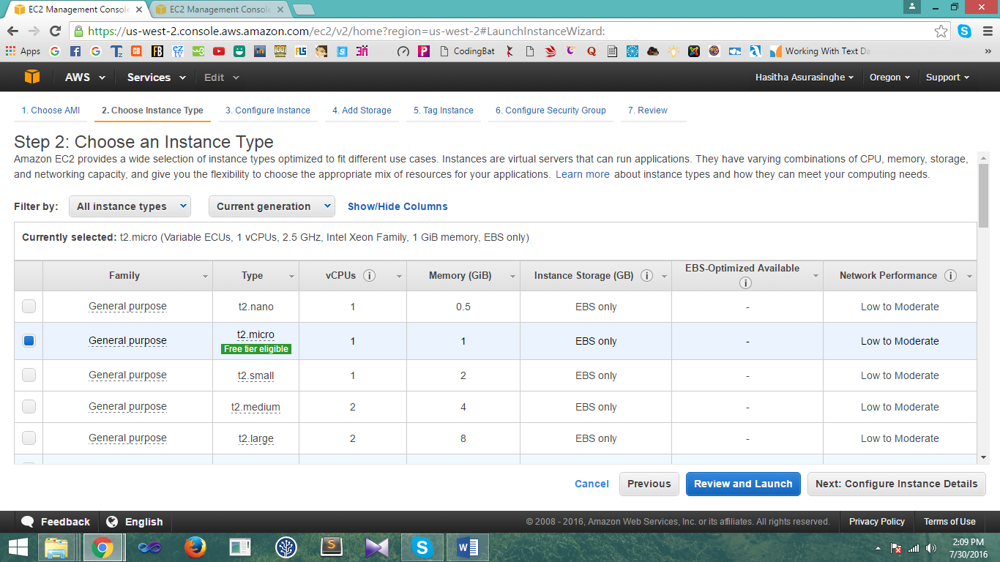 EC2 Management Consol
EC2 Management Console
https://us-west-2.console.aws.amazon.com/ec2/v2/home?region=us-west-2#LaunchInstanceWizard:
Apps
CodingBat
Working With Text Da
»
AWS
Services
Edit
Hasitha Asurasinghe
Oregon
Support
1. Choose AMI
2. Choose Instance Type
3. Configure Instance
4. Add Storage
5. Tag Instance
6. Configure Security Group
7. Review
Step 2: Choose an Instance Type
Amazon EC2 provides a wide selection of instance types optimized to fit different use cases. Instances are virtual servers that can run applications. They have varying combinations of CPU, memory, storage,
and networking capacity, and give you the flexibility to choose the appropriate mix of resources for your applications. Learn more about instance types and how they can meet your computing needs.
Filter by: All instance types Current generation Show/Hide Columns
Currently selected: t2.micro (Variable ECUs, 1 vCPUs, 2.5 GHz, Intel Xeon Family, 1 GiB memory, EBS only)
Family Type vCPUs Memory (GiB) Instance Storage (GB) EBS-Optimized Available Network Performance
General purpose t2.nano 1 0.5 EBS only - Low to Moderate
General purpose t2.micro 1 1 EBS only - Low to Moderate
Free tier eligible
General purpose t2.small 1 2 EBS only - Low to Moderate
General purpose t2.medium 2 4 EBS only - Low to Moderate
General purpose t2.large 2 8 EBS only - Low to Moderate
Cancel
Previous
Review and Launch
Next: Configure Instance Details
Feedback
English
© 2008 - 2016, Amazon Web Services, Inc. or its affiliates. All rights reserved.
Privacy Policy
Terms of Use
2:09 PM
7/30/2016